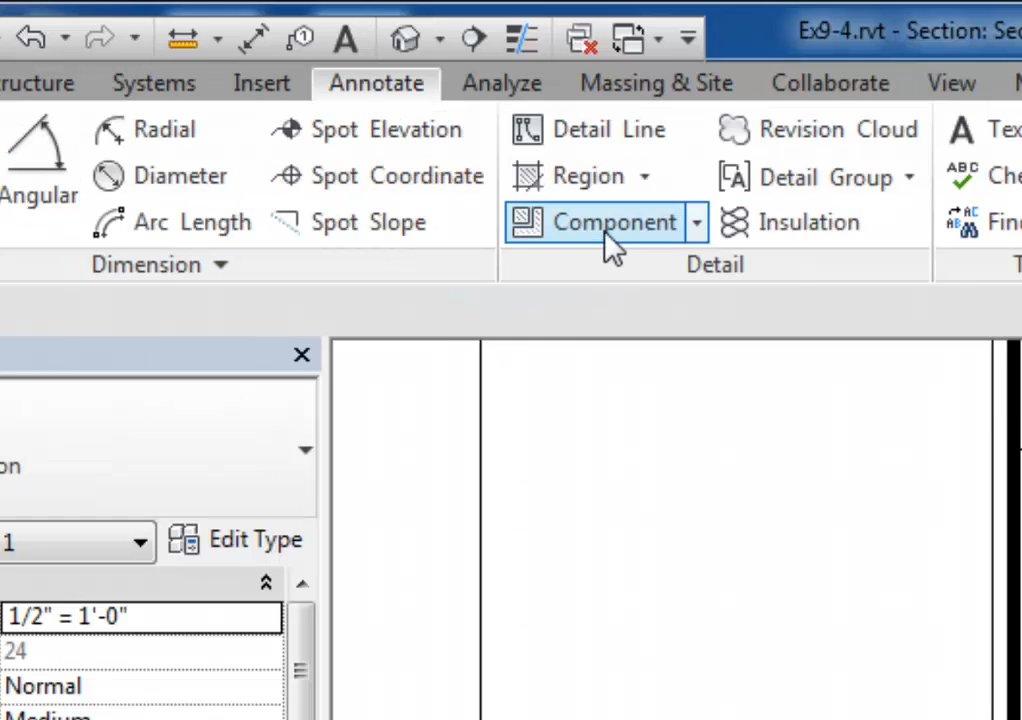 Ex9-4.rvt - Section: Sec
ructure Systems Insert Annotate Analyze Massing & Site Collaborate View
Angular
Radial
Diameter
Arc Length
Spot Elevation
Spot Coordinate
Spot Slope
Dimension
Detail Line
Region
Component
Revision Cloud
Detail Group
Insulation
Detail
A Tex
ABC Che
Fin
on
1
Edit Type
1/2" = 1'-0"
24
Normal
Medium